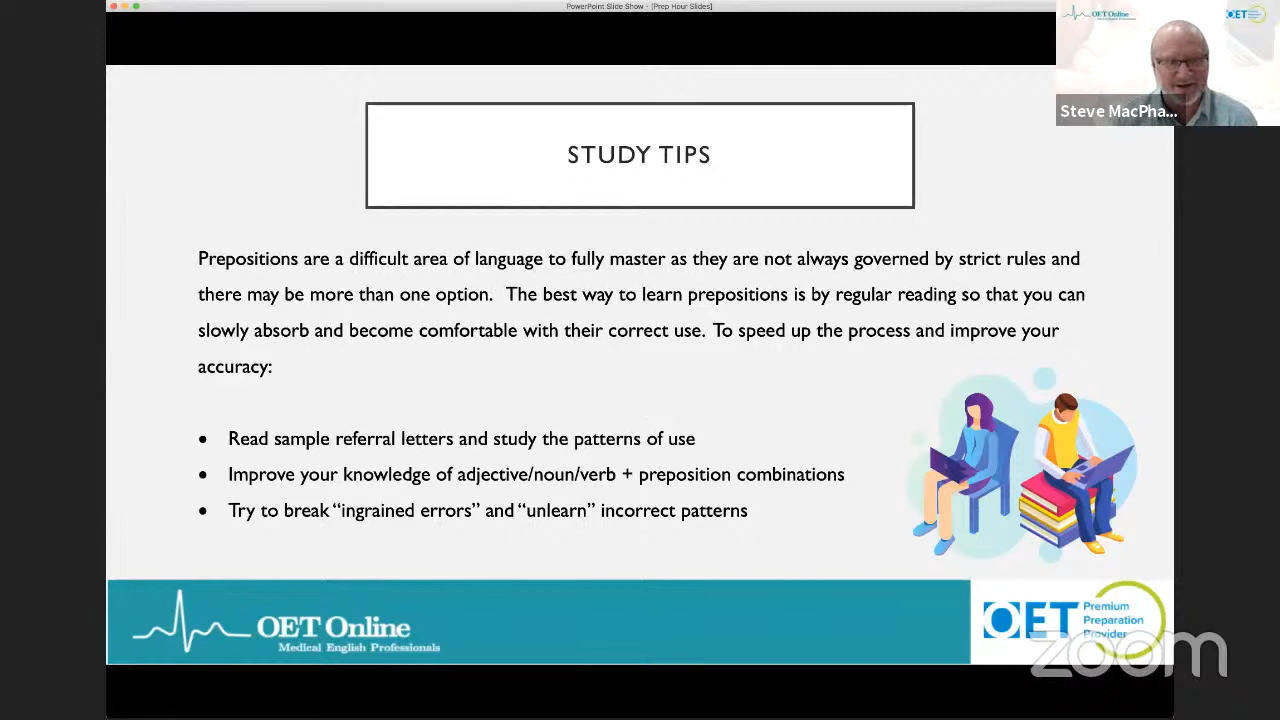 PowerPoint Slide Show - [Prep Hour Slides]
OET Online
OET
Steve MacPha...
STUDY TIPS
Prepositions are a difficult area of language to fully master as they are not always governed by strict rules and
there may be more than one option. The best way to learn prepositions is by regular reading so that you can
slowly absorb and become comfortable with their correct use. To speed up the process and improve your
accuracy:
• Read sample referral letters and study the patterns of use
• Improve your knowledge of adjective/noun/verb + preposition combinations
• Try to break “ingrained errors” and “unlearn” incorrect patterns
OET Online
Medical English Professionals
OET
Premium
Preparation
Provider
zoom